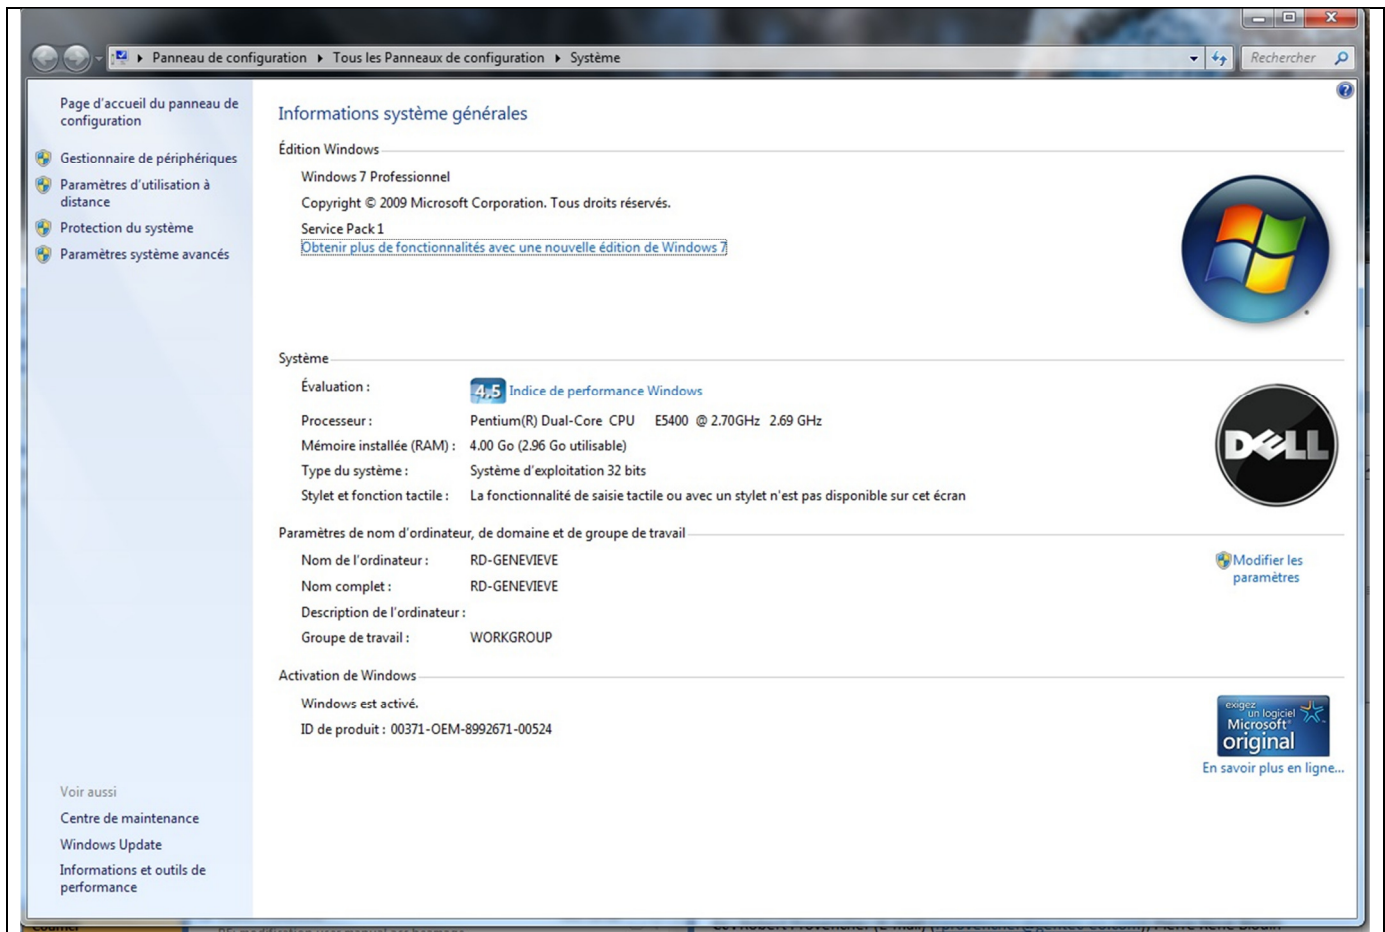 Panneau de configuration ▸ Tous les Panneaux de configuration ▸ Système
Rechercher
Page d'accueil du panneau de
configuration
Gestionnaire de périphériques
Paramètres d'utilisation à
distance
Protection du système
Paramètres système avancés
Informations système générales
Édition Windows
Windows 7 Professionnel
Copyright © 2009 Microsoft Corporation. Tous droits réservés.
Service Pack 1
Obtenir plus de fonctionnalités avec une nouvelle édition de Windows 7
Système
Évaluation :
4,5 Indice de performance Windows
Processeur : Pentium(R) Dual-Core CPU E5400 @ 2.70GHz 2.69 GHz
Mémoire installée (RAM) : 4.00 Go (2.96 Go utilisable)
Type du système : Système d'exploitation 32 bits
Stylet et fonction tactile : La fonctionnalité de saisie tactile ou avec un stylet n'est pas disponible sur cet écran
DELL
Paramètres de nom d'ordinateur, de domaine et de groupe de travail
Nom de l'ordinateur : RD-GENEVIEVE
Nom complet : RD-GENEVIEVE
Description de l'ordinateur :
Groupe de travail : WORKGROUP
Modifier les
paramètres
Activation de Windows
Windows est activé.
ID de produit : 00371-OEM-8992671-00524
exigez
un logiciel
Microsoft®
original
En savoir plus en ligne...
Voir aussi
Centre de maintenance
Windows Update
Informations et outils de
performance